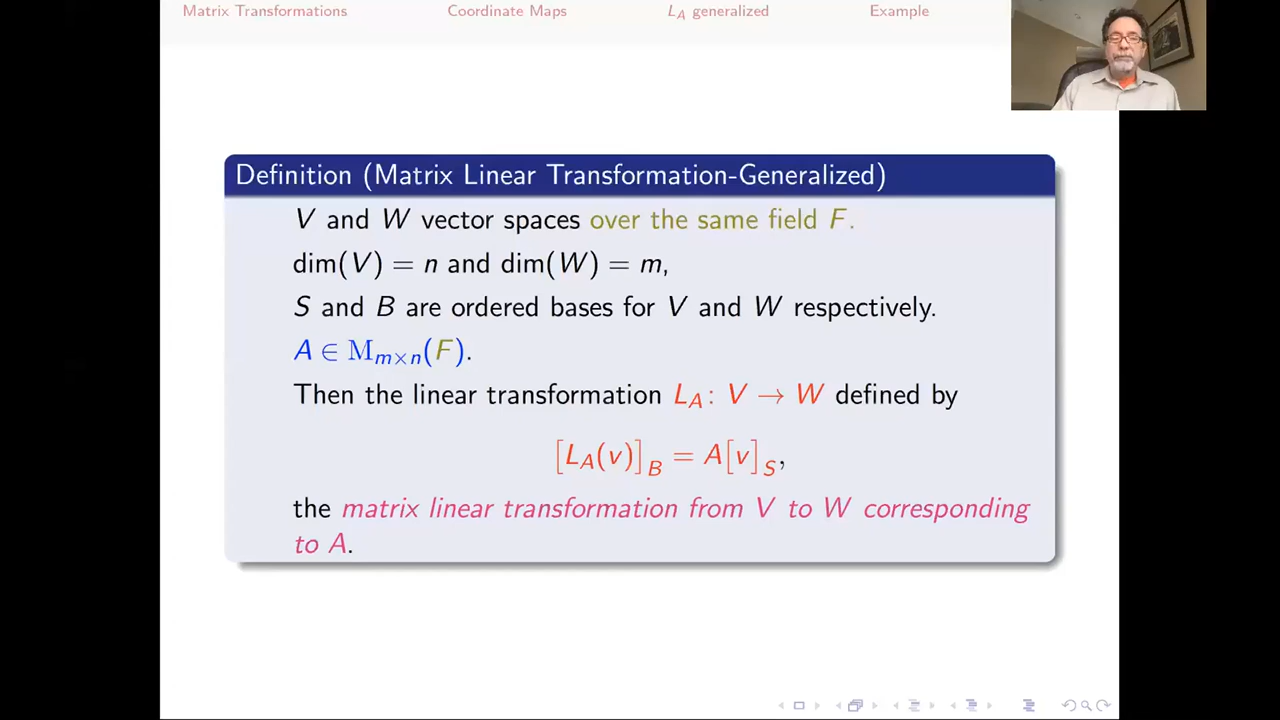 Matrix Transformations Coordinate Maps L_A generalized Example
Definition (Matrix Linear Transformation-Generalized)
V and W vector spaces over the same field F.
dim(V) = n and dim(W) = m,
S and B are ordered bases for V and W respectively.
A ∈ M_{m×n}(F).
Then the linear transformation L_A: V → W defined by
[L_A(v)]_B = A[v]_S,
the matrix linear transformation from V to W corresponding
to A.